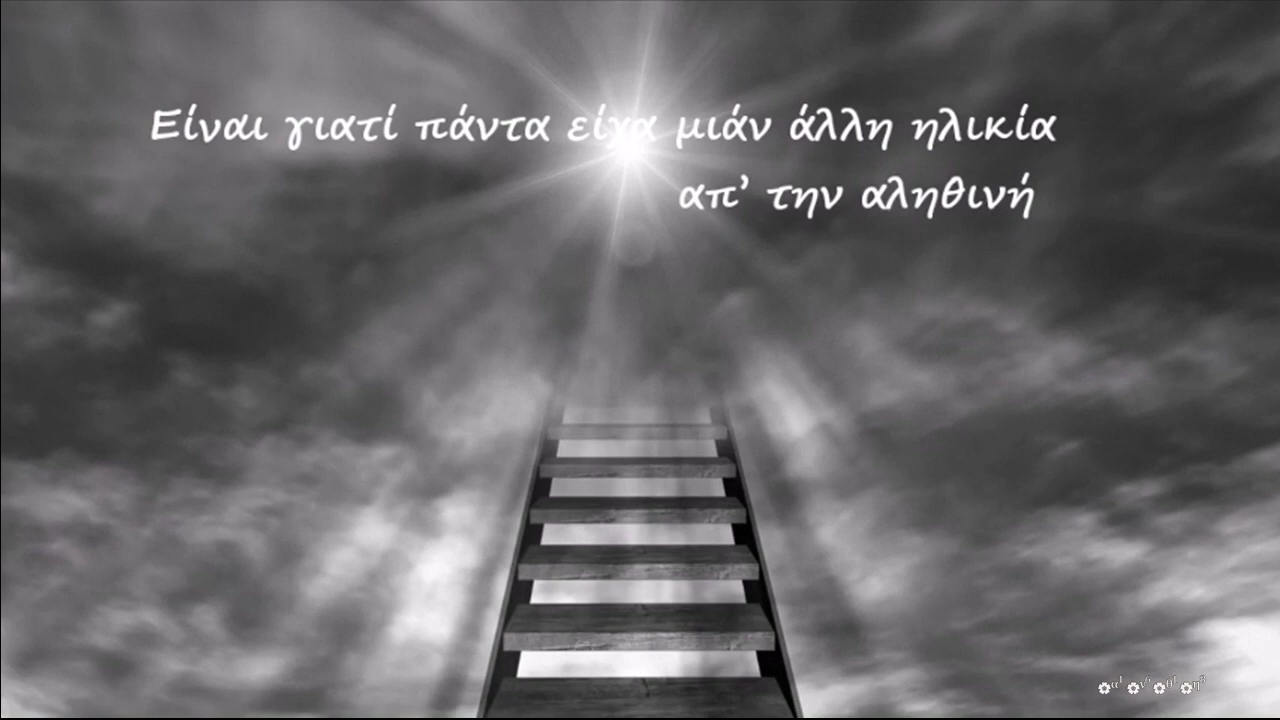 Είναι γιατί πάντα είχα μιάν άλλη ηλικία
απ’ την αληθινή